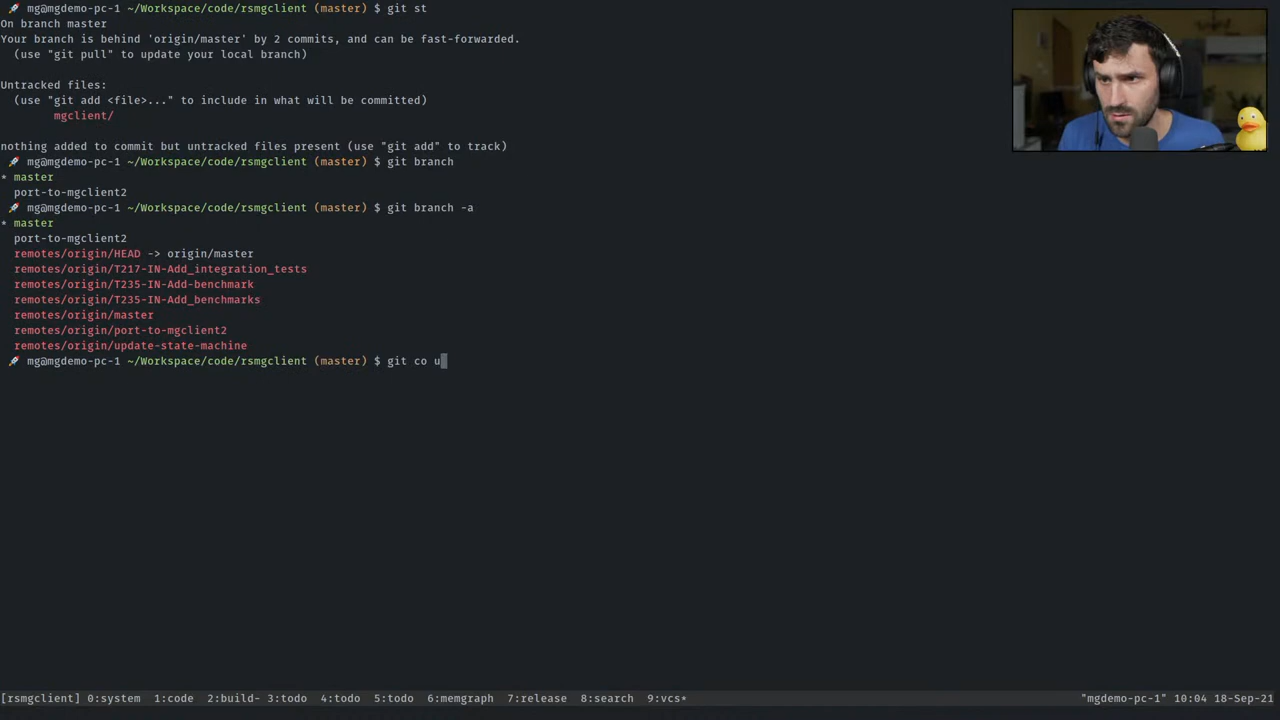 🚀 mg@mgdemo-pc-1 ~/Workspace/code/rsmgclient (master) $ git st
On branch master
Your branch is behind 'origin/master' by 2 commits, and can be fast-forwarded.
(use "git pull" to update your local branch)
Untracked files:
(use "git add <file>..." to include in what will be committed)
mgclient/
nothing added to commit but untracked files present (use "git add" to track)
🚀 mg@mgdemo-pc-1 ~/Workspace/code/rsmgclient (master) $ git branch
* master
port-to-mgclient2
🚀 mg@mgdemo-pc-1 ~/Workspace/code/rsmgclient (master) $ git branch -a
* master
port-to-mgclient2
remotes/origin/HEAD -> origin/master
remotes/origin/T217-IN-Add_integration_tests
remotes/origin/T235-IN-Add-benchmark
remotes/origin/T235-IN-Add_benchmarks
remotes/origin/master
remotes/origin/port-to-mgclient2
remotes/origin/update-state-machine
🚀 mg@mgdemo-pc-1 ~/Workspace/code/rsmgclient (master) $ git co u
[rsmgclient] 0:system 1:code 2:build- 3:todo 4:todo 5:todo 6:memgraph 7:release 8:search 9:vcs* "mgdemo-pc-1" 10:04 18-Sep-21